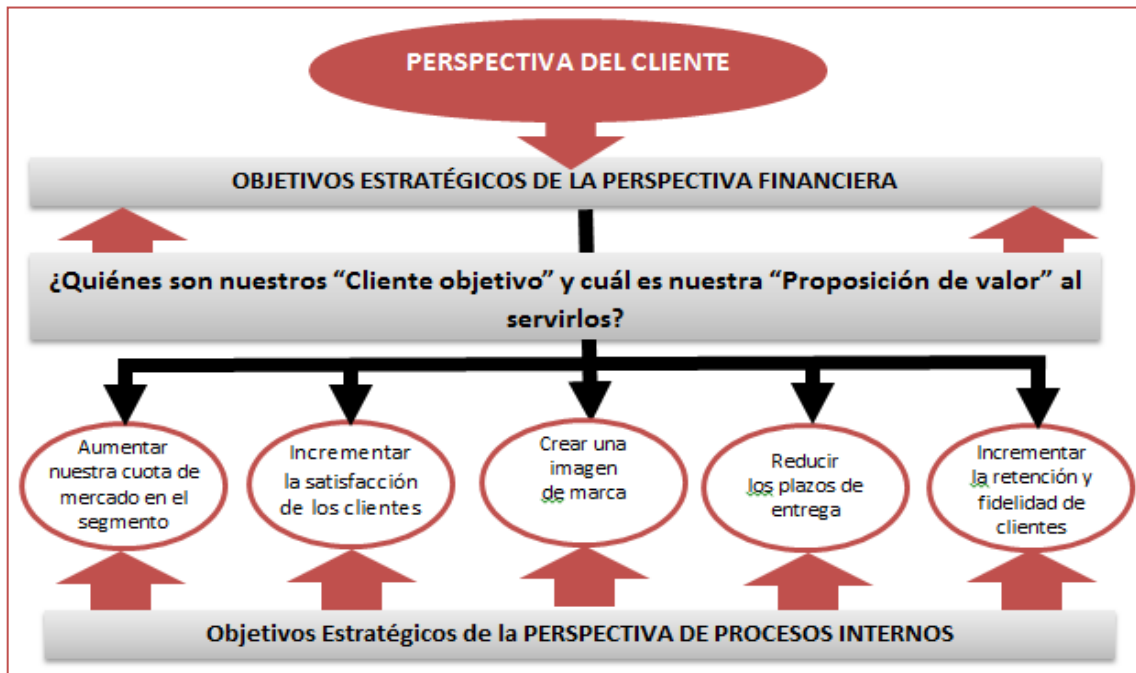 PERSPECTIVA DEL CLIENTE
OBJETIVOS ESTRATÉGICOS DE LA PERSPECTIVA FINANCIERA
¿Quiénes son nuestros “Cliente objetivo” y cuál es nuestra “Proposición de valor” al
servirlos?
Aumentar
nuestra cuota de
mercado en el
segmento
Incrementar
la satisfacción
de los clientes
Crear una
imagen
de marca
Reducir
los plazos de
entrega
Incrementar
la retención y
fidelidad de
clientes
Objetivos Estratégicos de la PERSPECTIVA DE PROCESOS INTERNOS